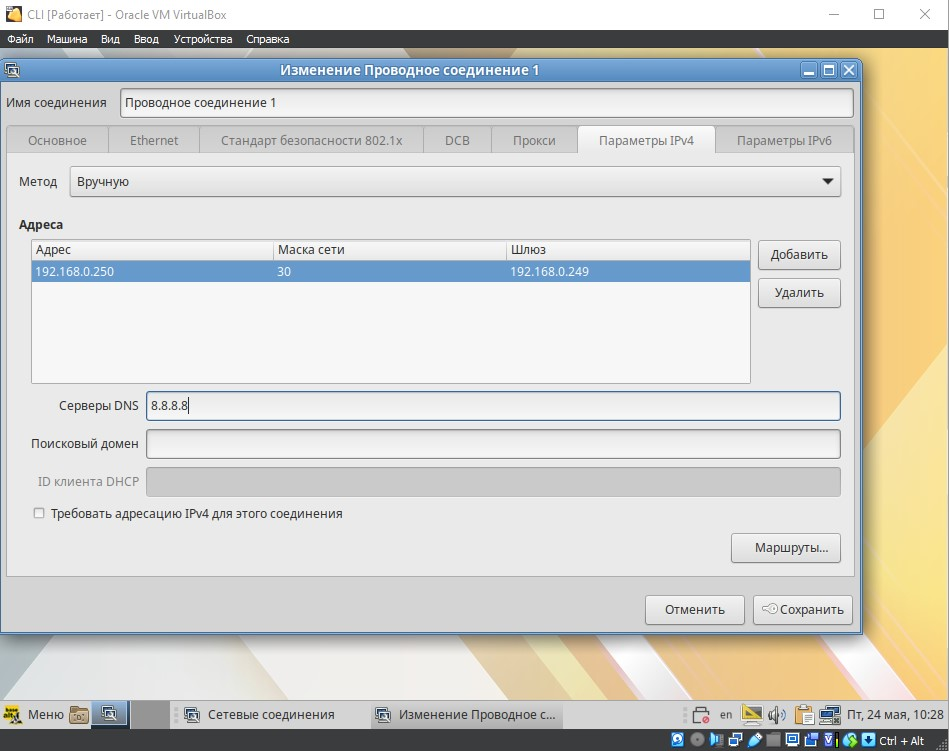 CLI [Работает] - Oracle VM VirtualBox
Файл Машина Вид Ввод Устройства Справка
Изменение Проводное соединение 1
Имя соединения Проводное соединение 1
Основное Ethernet Стандарт безопасности 802.1x DCB Прокси Параметры IPv4 Параметры IPv6
Метод Вручную
Адреса
Адрес Маска сети Шлюз
192.168.0.250 30 192.168.0.249
Добавить
Удалить
Серверы DNS 8.8.8.8
Поисковый домен
ID клиента DHCP
Требовать адресацию IPv4 для этого соединения
Маршруты...
Отменить Сохранить
base alt Меню Сетевые соединения Изменение Проводное с... en Пт, 24 мая, 10:28
Ctrl + Alt